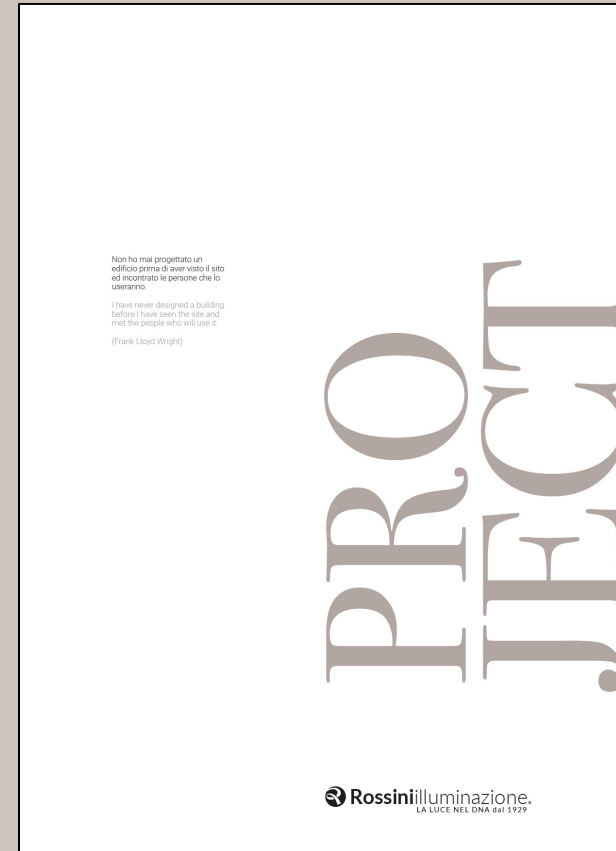 Non ho mai progettato un
edificio prima di aver visto il sito
ed incontrato le persone che lo
useranno.
I have never designed a building
before I have seen the site and
met the people who will use it.
(Frank Lloyd Wright)
PRO
JECT
Rossiniilluminazione.
LA LUCE NEL DNA dal 1929